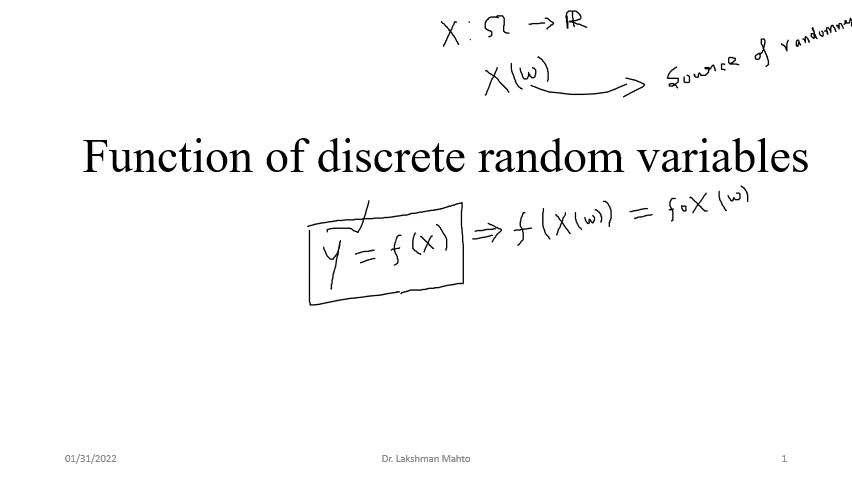 X : Ω → ℝ
X(ω) → Source of randomness
Function of discrete random variables
Y = f(X) ⇒ f(X(ω)) = f∘X(ω)
01/31/2022 Dr. Lakshman Mahto 1